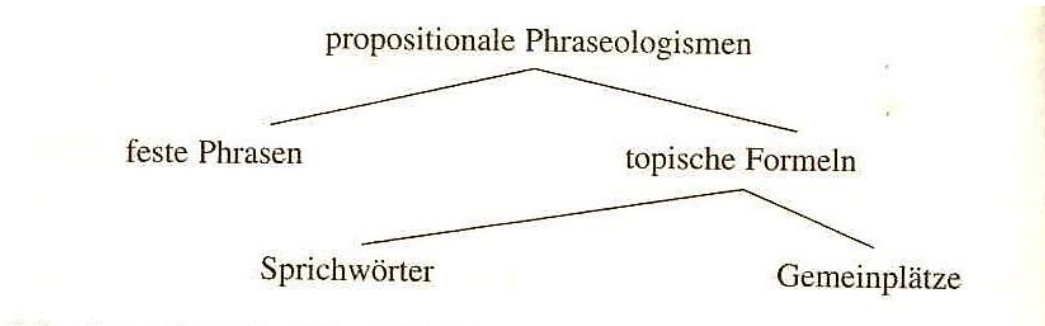 propositionale Phraseologismen
feste Phrasen
topische Formeln
Sprichwörter
Gemeinplätze